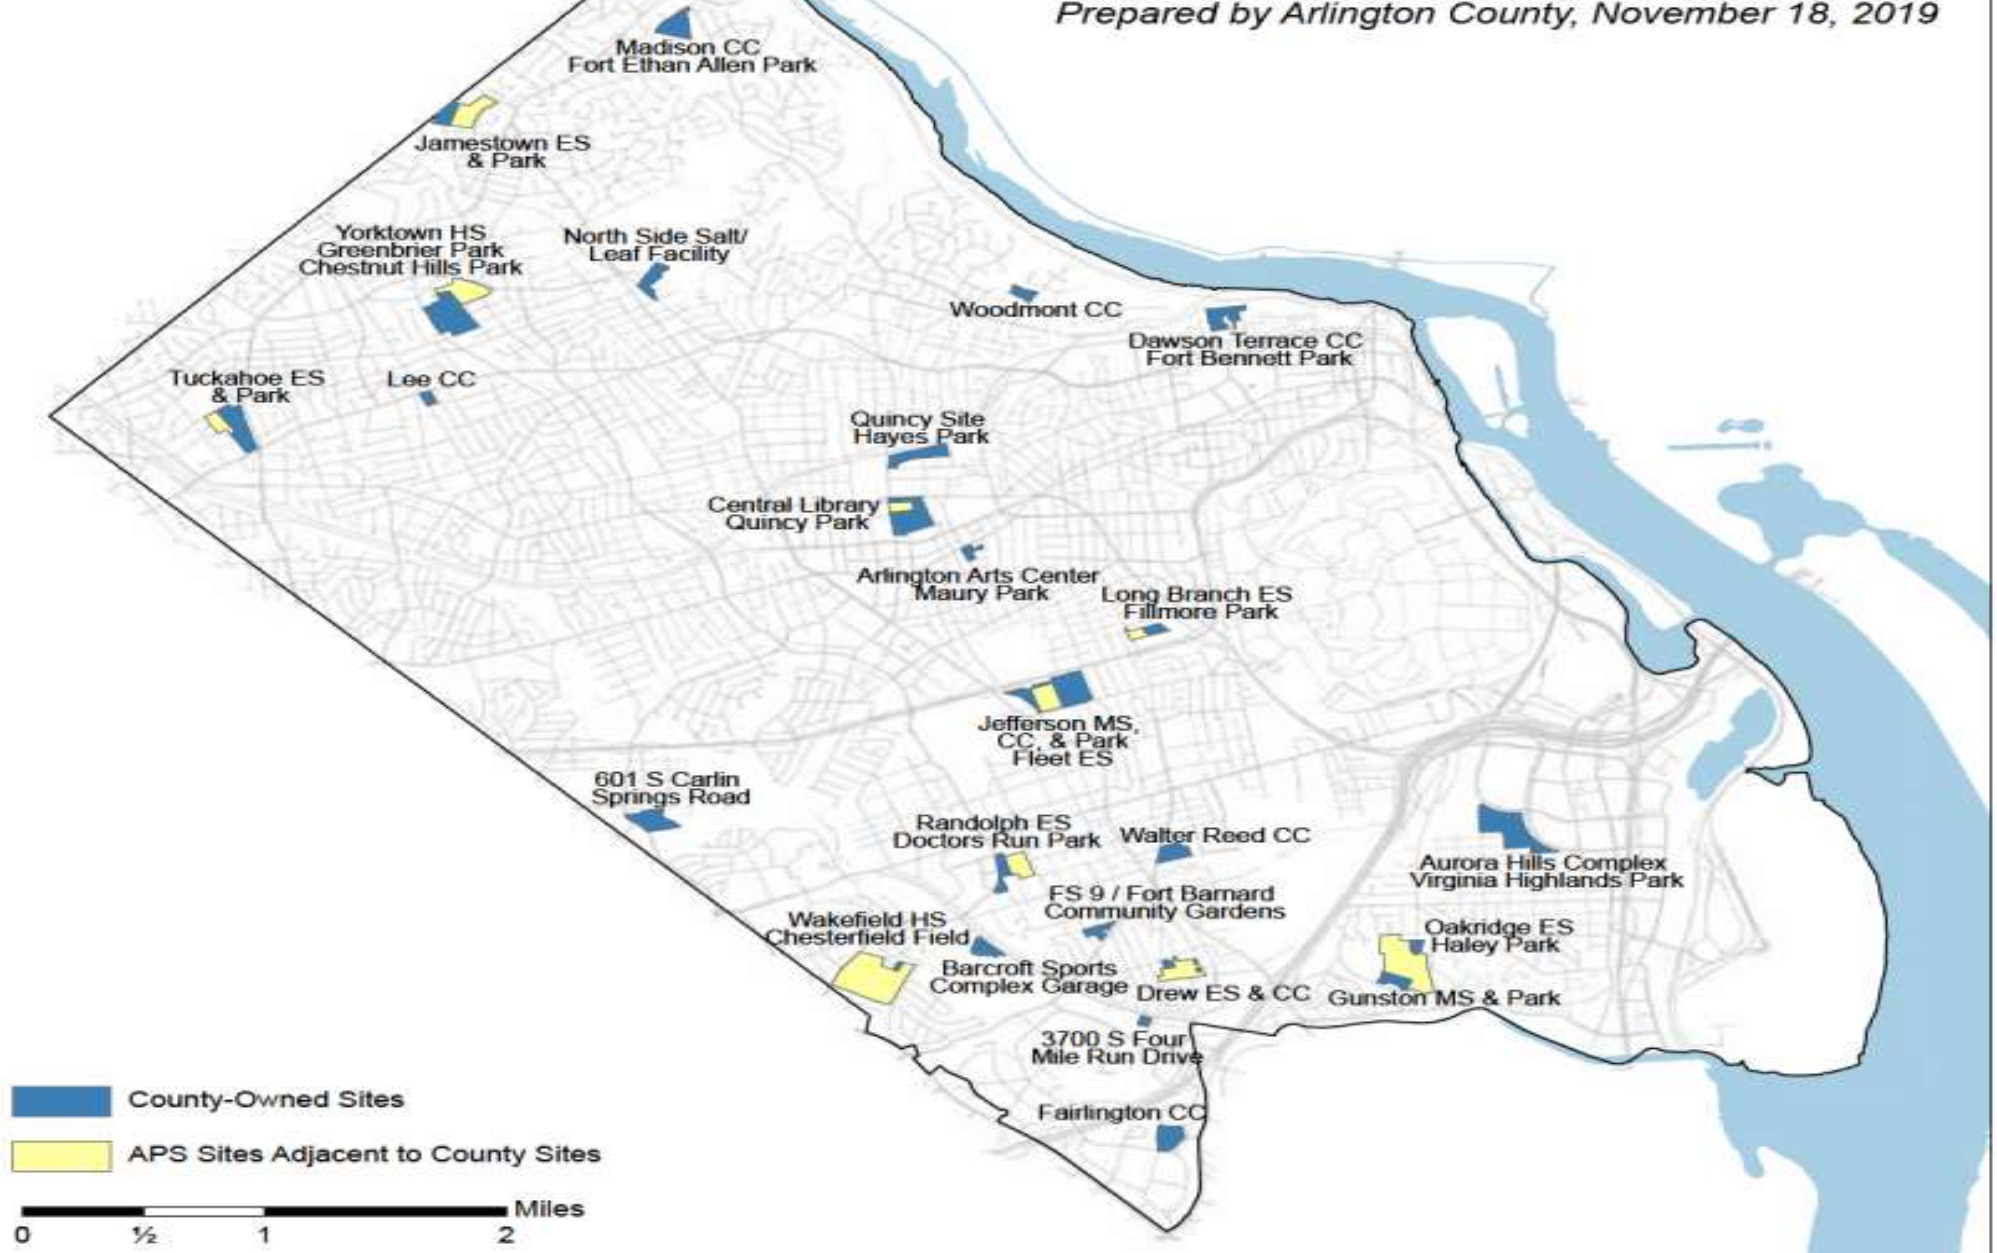 Prepared by Arlington County, November 18, 2019
Madison CC
Fort Ethan Allen Park
Jamestown ES
& Park
Yorktown HS
Greenbrier Park
Chestnut Hills Park
North Side Salt/
Leaf Facility
Woodmont CC
Dawson Terrace CC
Fort Bennett Park
Tuckahoe ES
& Park
Lee CC
Quincy Site
Hayes Park
Central Library
Quincy Park
Arlington Arts Center
Maury Park
Long Branch ES
Fillmore Park
Jefferson MS,
CC, & Park
Fleet ES
601 S Carlin
Springs Road
Randolph ES
Doctors Run Park
Walter Reed CC
Aurora Hills Complex
Virginia Highlands Park
FS 9 / Fort Barnard
Community Gardens
Wakefield HS
Chesterfield Field
Barcroft Sports
Complex Garage
Drew ES & CC
Oakridge ES
Haley Park
Gunston MS & Park
3700 S Four
Mile Run Drive
Fairlington CC
County-Owned Sites
APS Sites Adjacent to County Sites
Miles
0 ½ 1 2